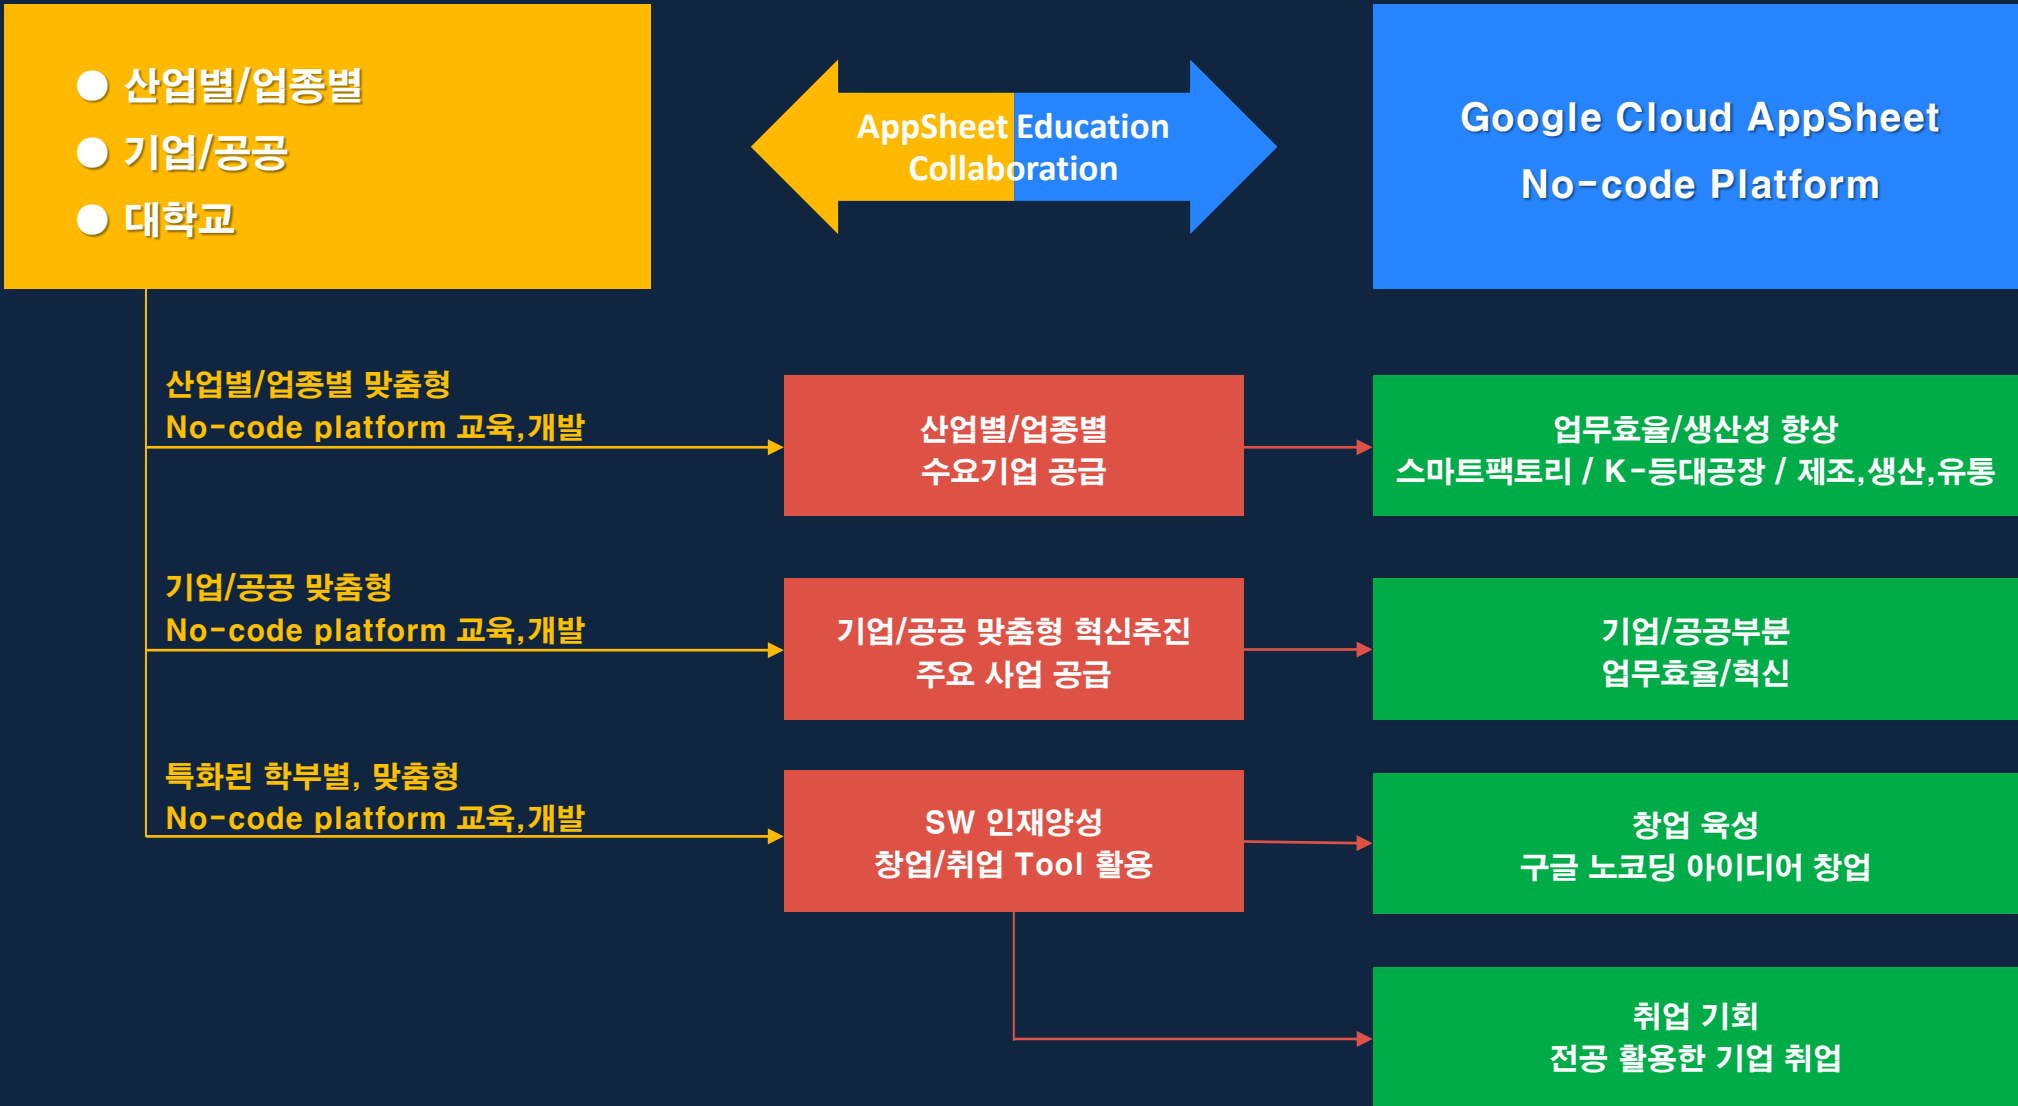 ● 산업별/업종별
● 기업/공공
● 대학교
AppSheet Education
Collaboration
Google Cloud AppSheet
No-code Platform
산업별/업종별 맞춤형
No-code platform 교육,개발
산업별/업종별
수요기업 공급
업무효율/생산성 향상
스마트팩토리 / K-등대공장 / 제조,생산,유통
기업/공공 맞춤형
No-code platform 교육,개발
기업/공공 맞춤형 혁신추진
주요 사업 공급
기업/공공부분
업무효율/혁신
특화된 학부별, 맞춤형
No-code platform 교육,개발
SW 인재양성
창업/취업 Tool 활용
창업 육성
구글 노코딩 아이디어 창업
취업 기회
전공 활용한 기업 취업